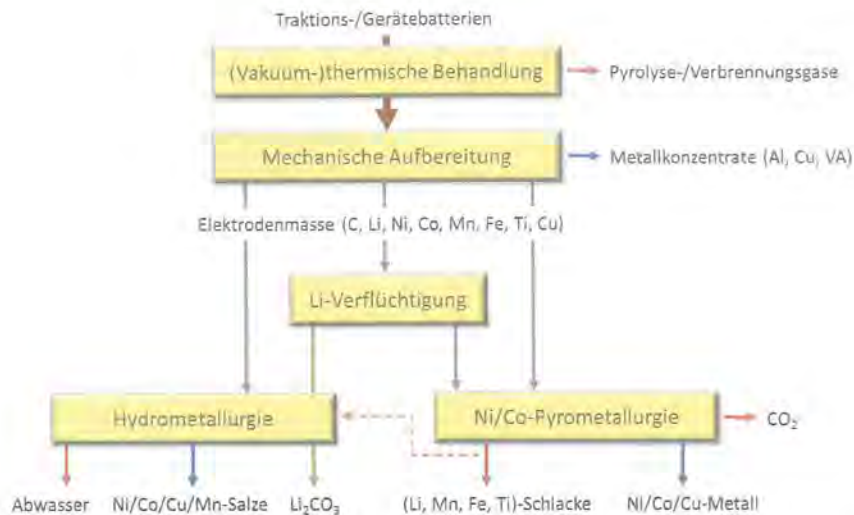 Traktions-/Gerätebatterien
(Vakuum-)thermische Behandlung
Pyrolyse-/Verbrennungsgase
Mechanische Aufbereitung
Metallkonzentrate (Al, Cu, VA)
Elektrodenmasse (C, Li, Ni, Co, Mn, Fe, Ti, Cu)
Li-Verflüchtigung
Hydrometallurgie
Ni/Co-Pyrometallurgie
CO₂
Abwasser
Ni/Co/Cu/Mn-Salze
Li₂CO₃
(Li, Mn, Fe, Ti)-Schlacke
Ni/Co/Cu-Metall